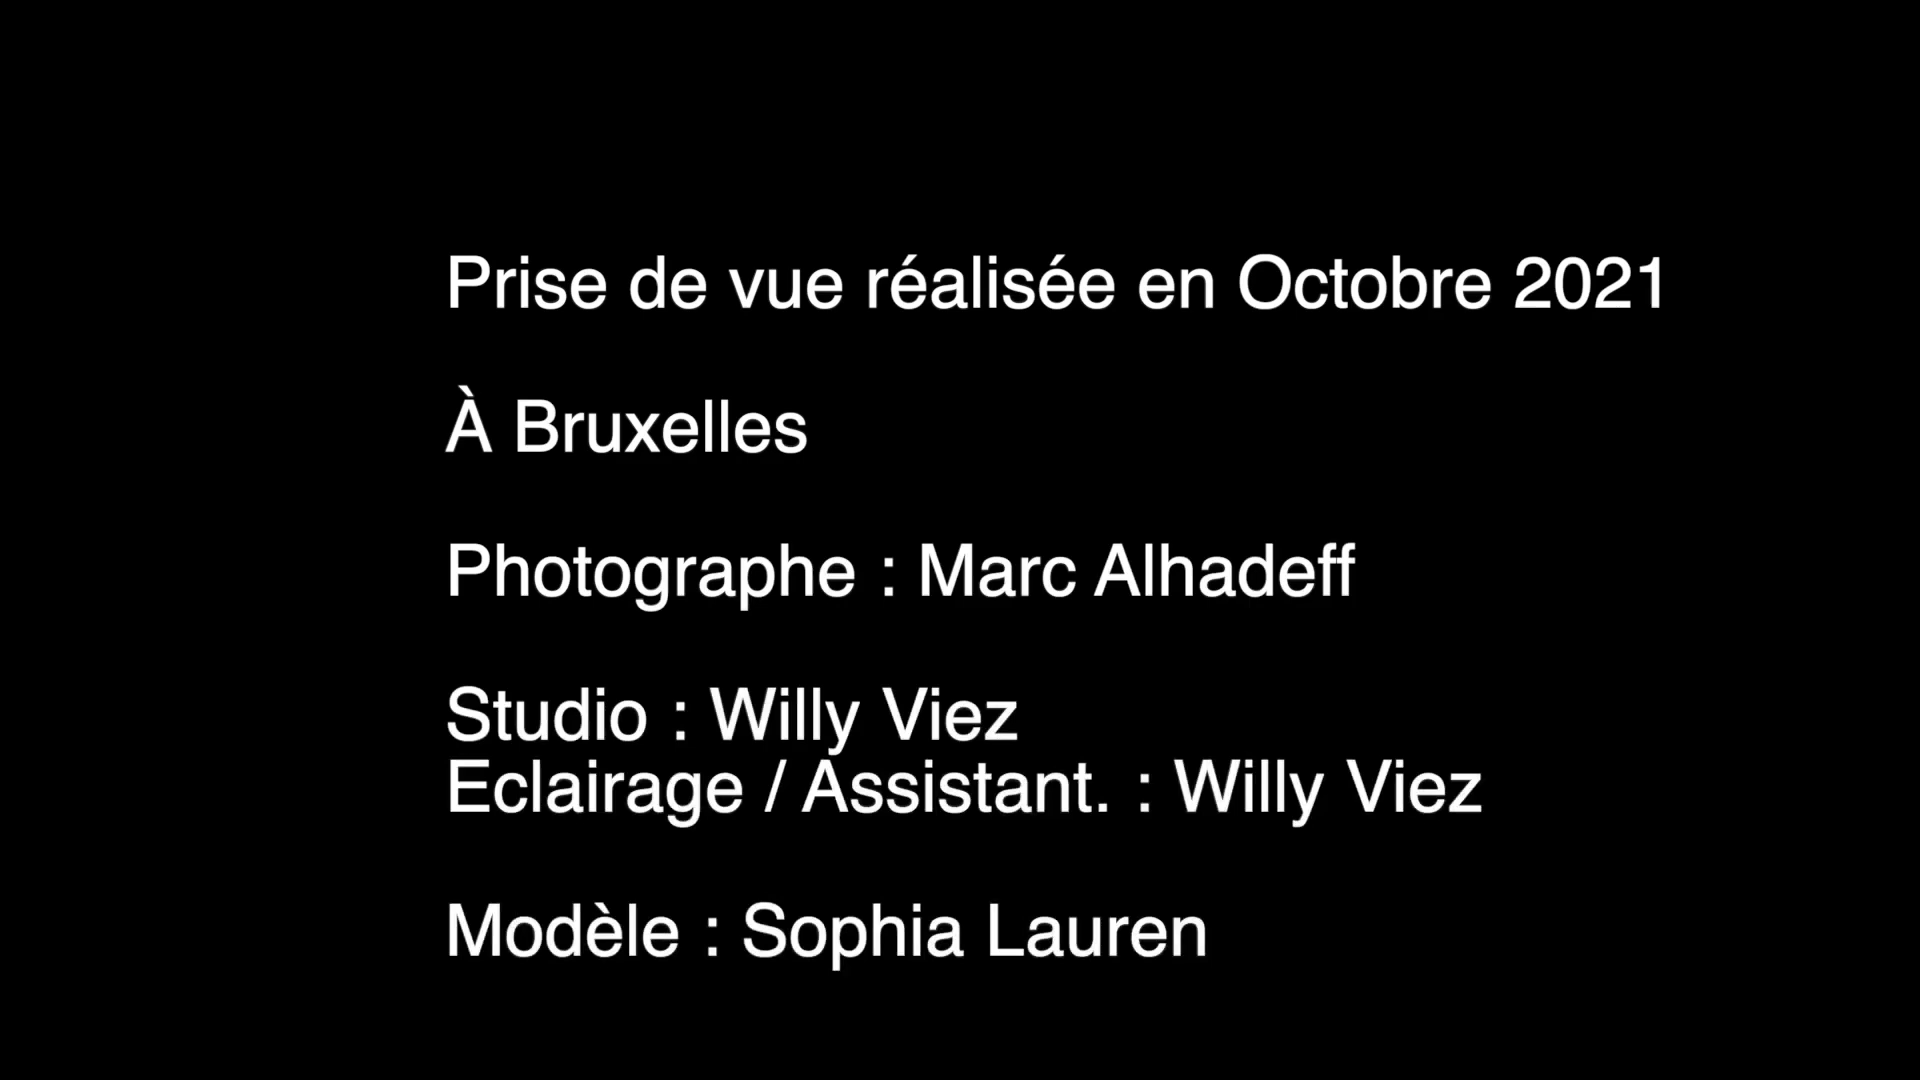 Prise de vue réalisée en Octobre 2021
À Bruxelles
Photographe : Marc Alhadeff
Studio : Willy Viez
Eclairage / Assistant. : Willy Viez
Modèle : Sophia Lauren